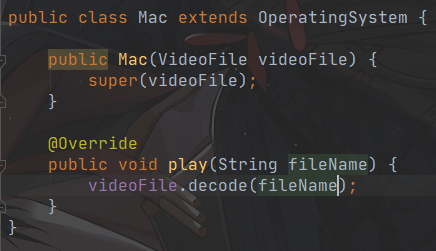 public class Mac extends OperatingSystem {
public Mac(VideoFile videoFile) {
super(videoFile);
}
@Override
public void play(String fileName) {
videoFile.decode(fileName);
}
}